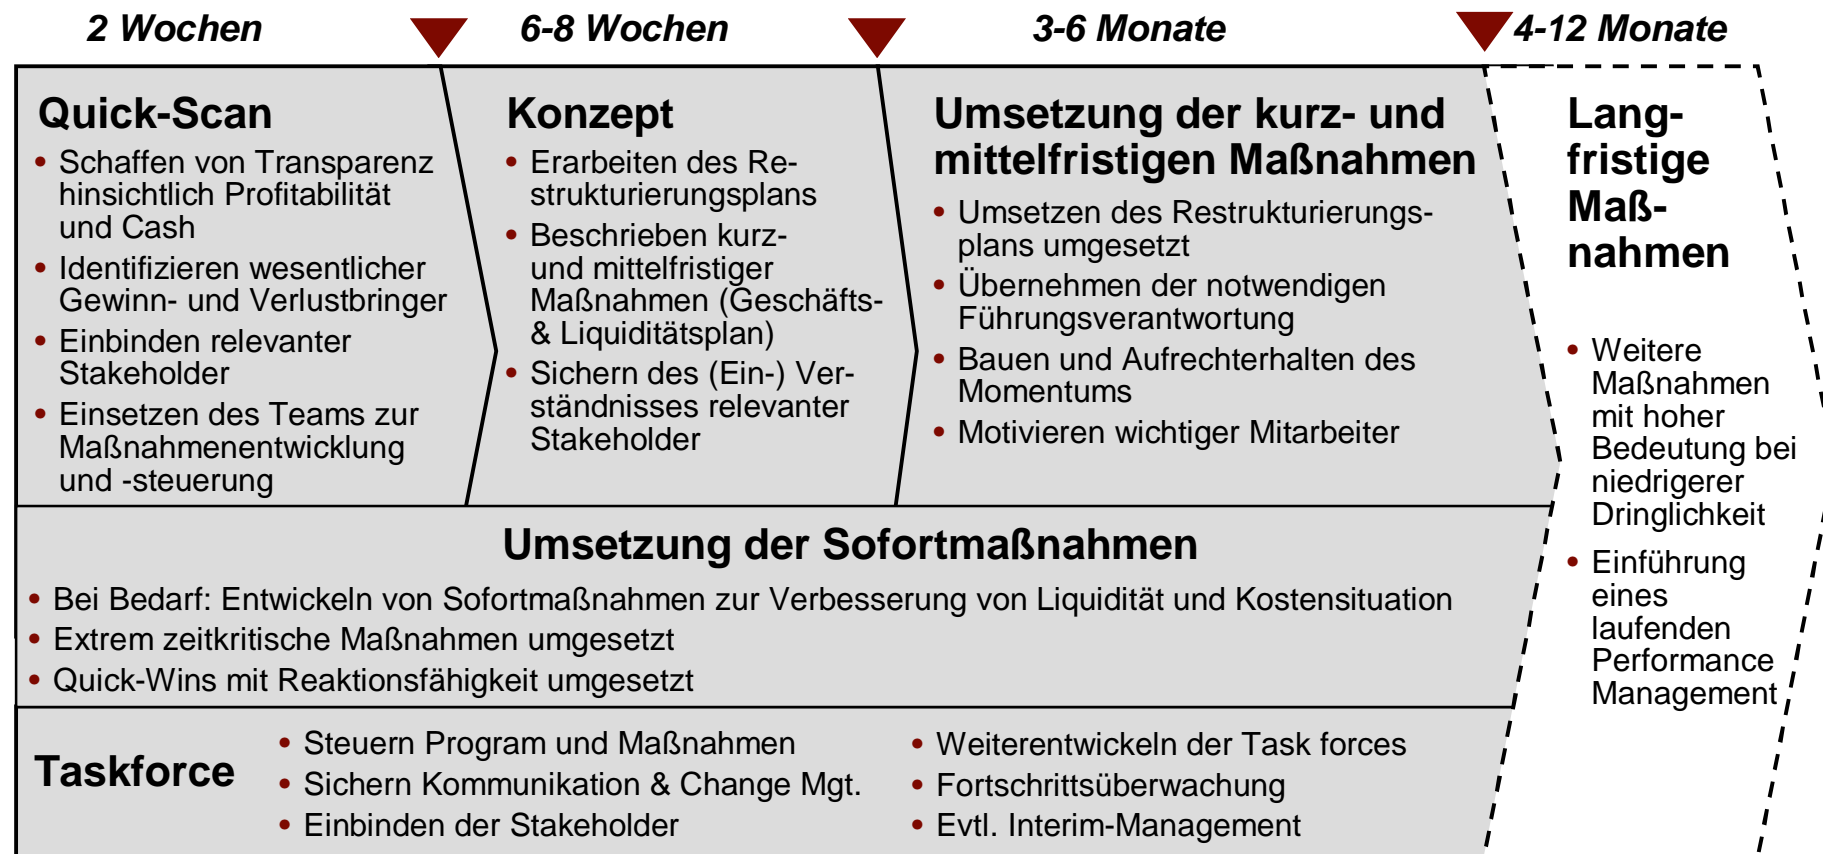 2 Wochen
6-8 Wochen
3-6 Monate
4-12 Monate
Quick-Scan
• Schaffen von Transparenz
hinsichtlich Profitabilität
und Cash
• Identifizieren wesentlicher
Gewinn- und Verlustbringer
• Einbinden relevanter
Stakeholder
• Einsetzen des Teams zur
Maßnahmenentwicklung
und -steuerung
Konzept
• Erarbeiten des Re-
strukturierungsplans
• Beschrieben kurz-
und mittelfristiger
Maßnahmen (Geschäfts-
& Liquiditätsplan)
• Sichern des (Ein-) Ver-
ständnisses relevanter
Stakeholder
Umsetzung der kurz- und
mittelfristigen Maßnahmen
• Umsetzen des Restrukturierungs-
plans umgesetzt
• Übernehmen der notwendigen
Führungsverantwortung
• Bauen und Aufrechterhalten des
Momentums
• Motivieren wichtiger Mitarbeiter
Lang-
fristige
Maß-
nahmen
• Weitere
Maßnahmen
mit hoher
Bedeutung bei
niedrigerer
Dringlichkeit
• Einführung
eines
laufenden
Performance
Management
Umsetzung der Sofortmaßnahmen
• Bei Bedarf: Entwickeln von Sofortmaßnahmen zur Verbesserung von Liquidität und Kostensituation
• Extrem zeitkritische Maßnahmen umgesetzt
• Quick-Wins mit Reaktionsfähigkeit umgesetzt
Taskforce
• Steuern Program und Maßnahmen
• Sichern Kommunikation & Change Mgt.
• Einbinden der Stakeholder
• Weiterentwickeln der Task forces
• Fortschrittsüberwachung
• Evtl. Interim-Management